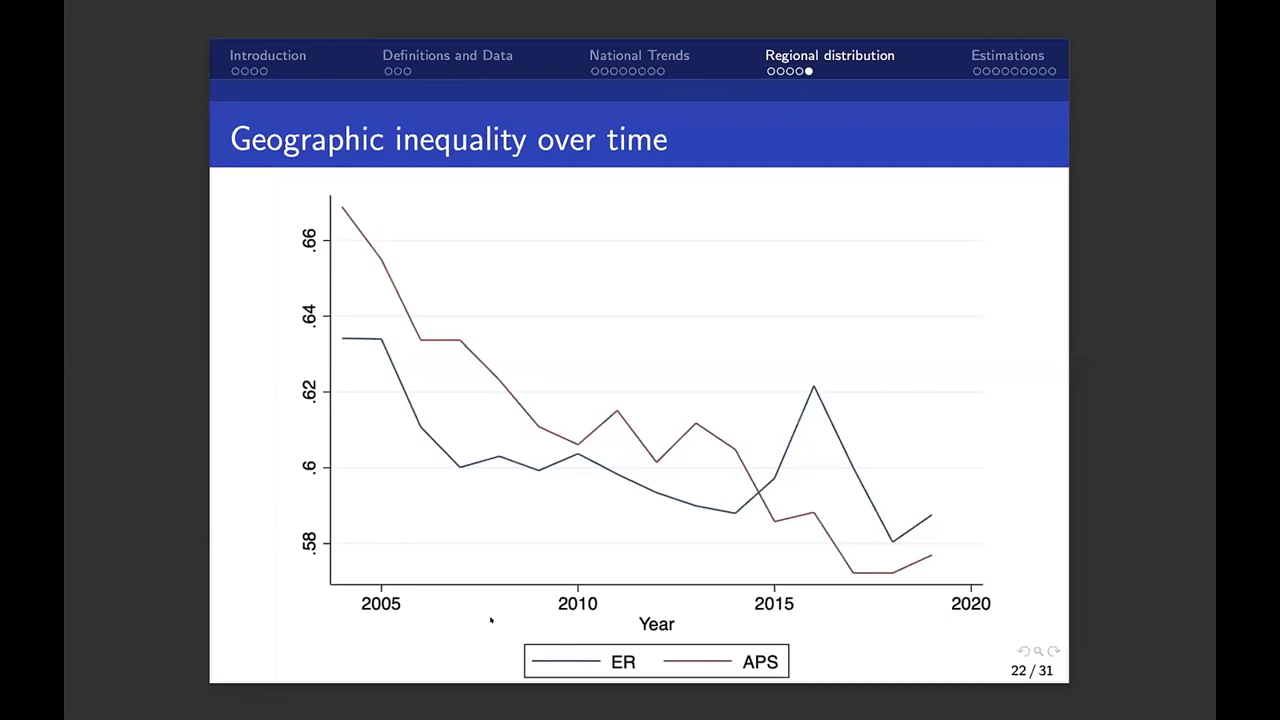 Introduction Definitions and Data National Trends Regional distribution Estimations
Geographic inequality over time
.66
.64
.62
.6
.58
2005 2010 2015 2020
Year
ER APS
22 / 31